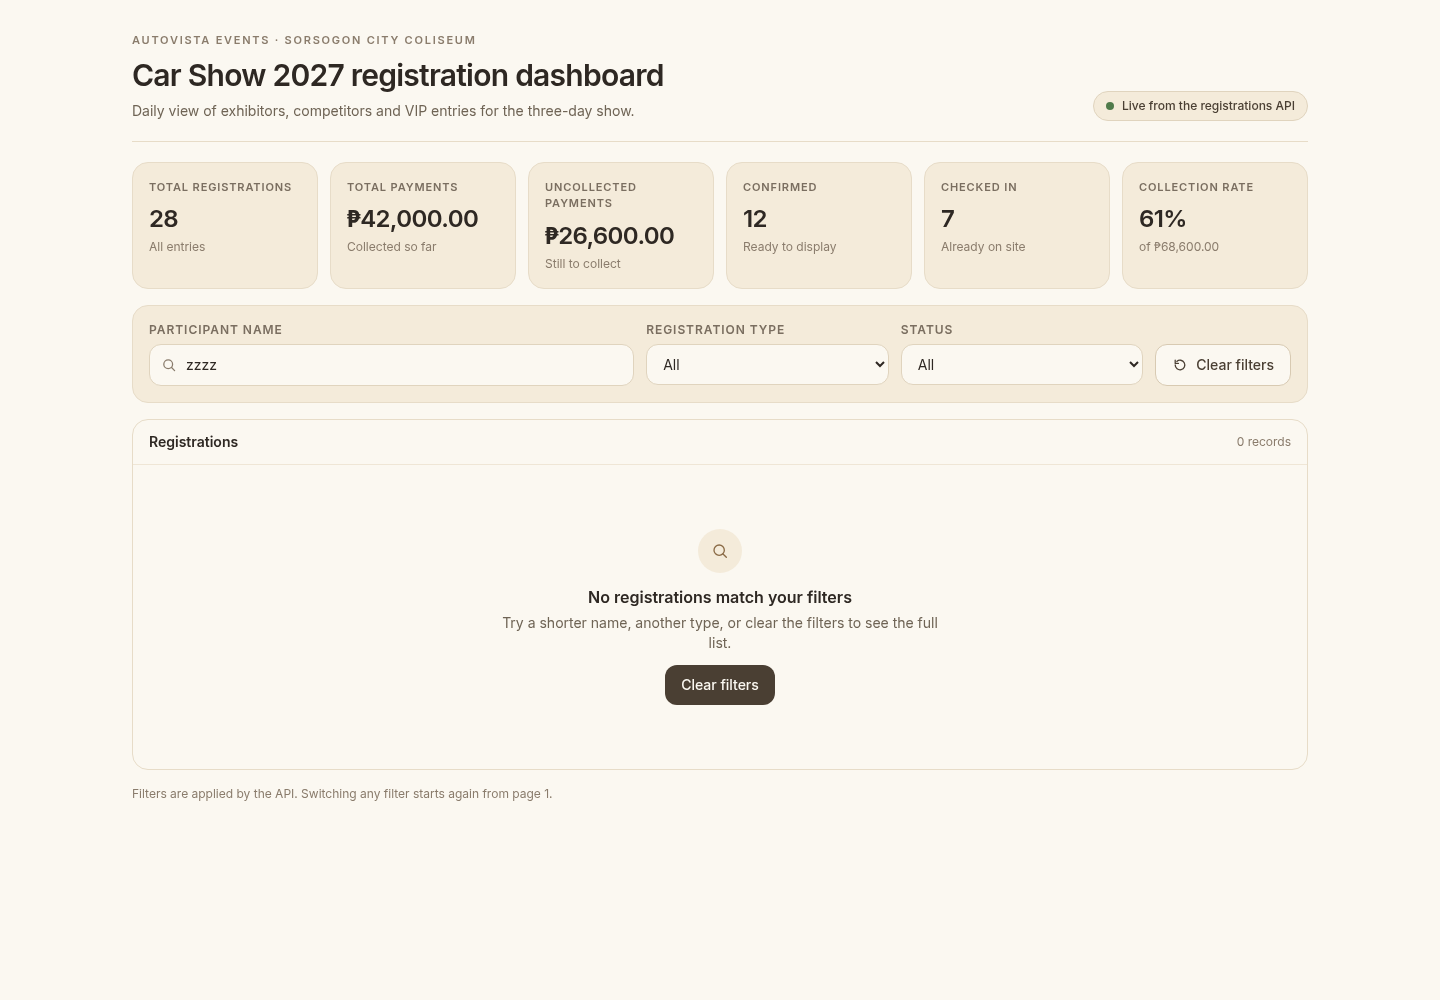 AUTOVISTA EVENTS · SORSOGON CITY COLISEUM
Car Show 2027 registration dashboard
Daily view of exhibitors, competitors and VIP entries for the three-day show.
Live from the registrations API
TOTAL REGISTRATIONS
28
All entries
TOTAL PAYMENTS
₱42,000.00
Collected so far
UNCOLLECTED
PAYMENTS
₱26,600.00
Still to collect
CONFIRMED
12
Ready to display
CHECKED IN
7
Already on site
COLLECTION RATE
61%
of ₱68,600.00
PARTICIPANT NAME
zzzz
REGISTRATION TYPE
All
STATUS
All
Clear filters
Registrations
0 records
No registrations match your filters
Try a shorter name, another type, or clear the filters to see the full
list.
Clear filters
Filters are applied by the API. Switching any filter starts again from page 1.